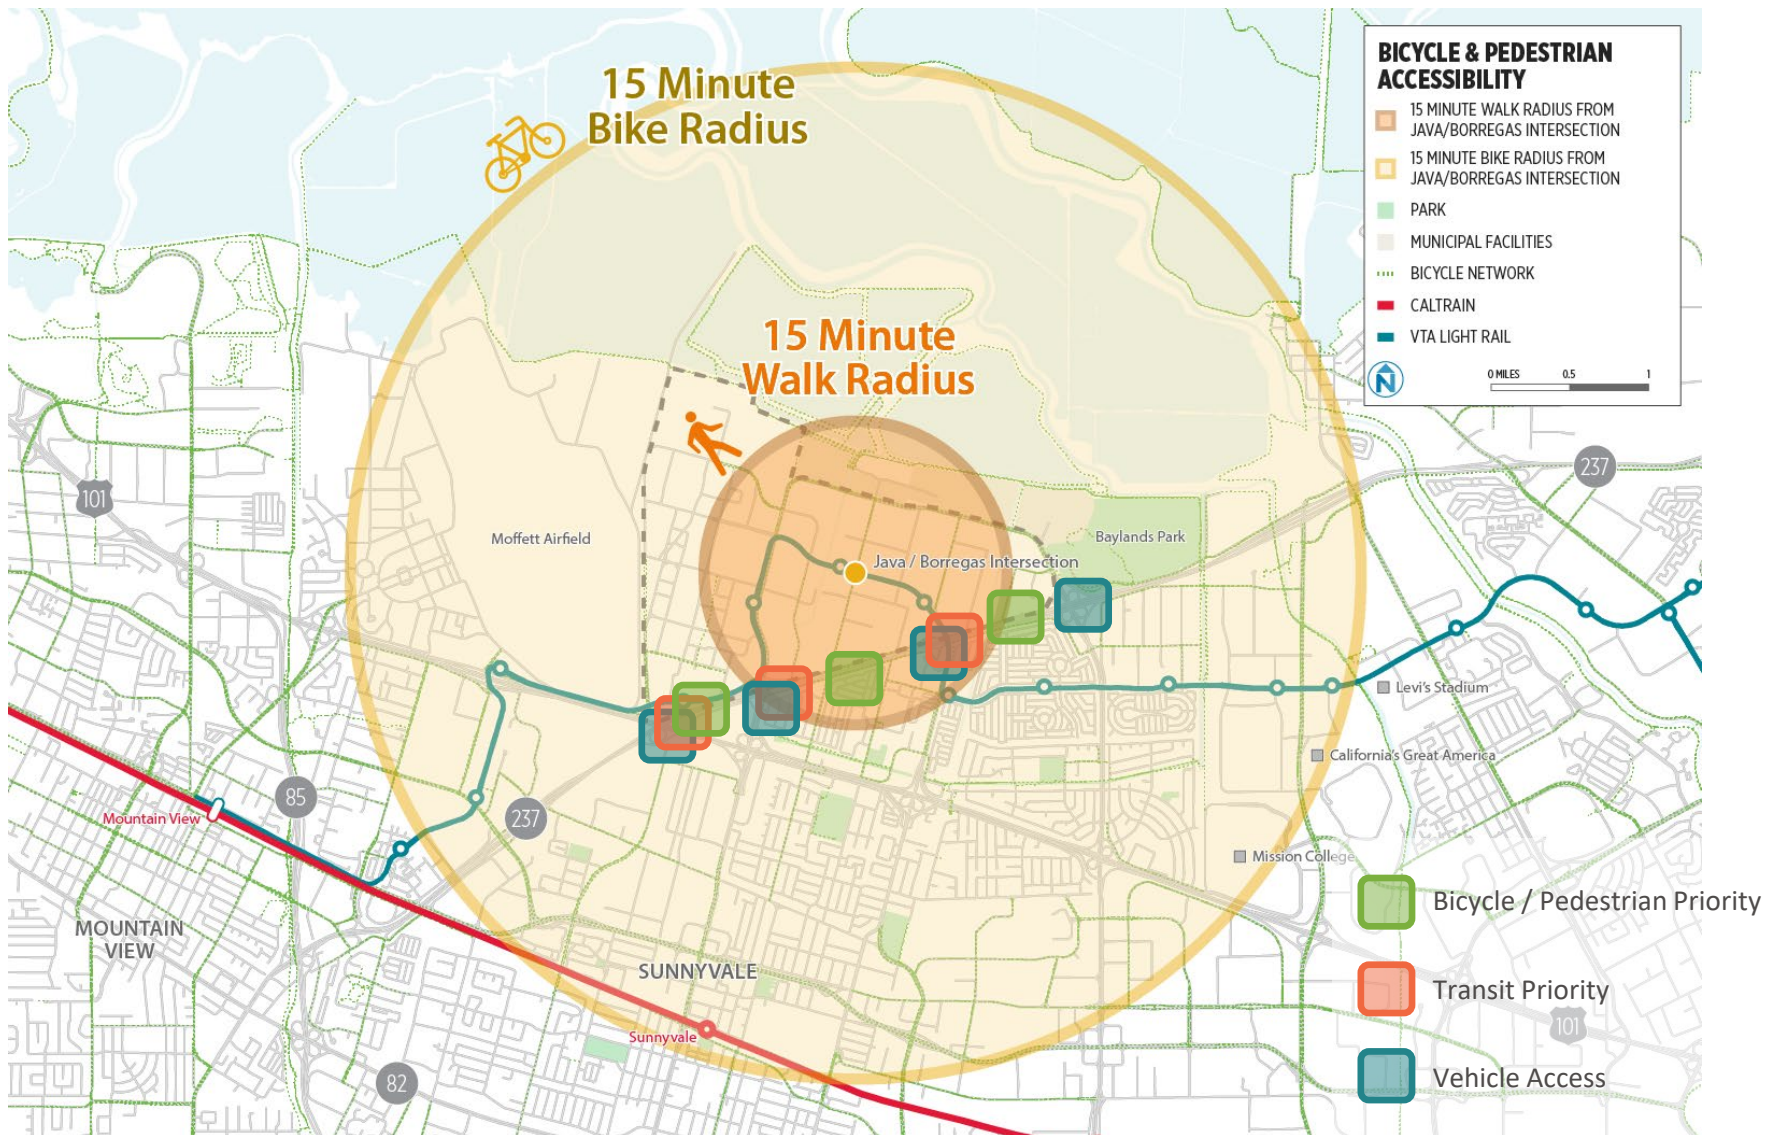 15 Minute
Bike Radius
15 Minute
Walk Radius
BICYCLE & PEDESTRIAN
ACCESSIBILITY
15 MINUTE WALK RADIUS FROM
JAVA/BORREGAS INTERSECTION
15 MINUTE BIKE RADIUS FROM
JAVA/BORREGAS INTERSECTION
PARK
MUNICIPAL FACILITIES
BICYCLE NETWORK
CALTRAIN
VTA LIGHT RAIL
N
0 MILES 0.5 1
237
101
Moffett Airfield
Baylands Park
Java / Borregas Intersection
Levi's Stadium
California's Great America
85
Mountain View
237
Mission College
Bicycle / Pedestrian Priority
MOUNTAIN
VIEW
SUNNYVALE
Transit Priority
101
Sunnyvale
82
Vehicle Access